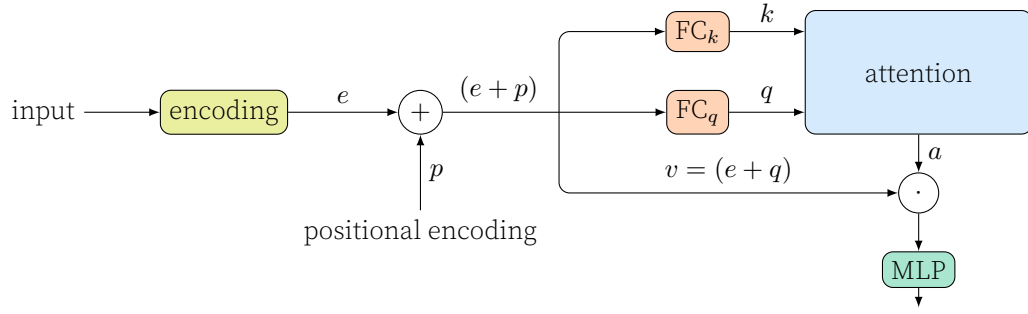 input
encoding
e
+
p
positional encoding
(e + p)
FC_k
k
FC_q
q
attention
v = (e + q)
a
·
MLP